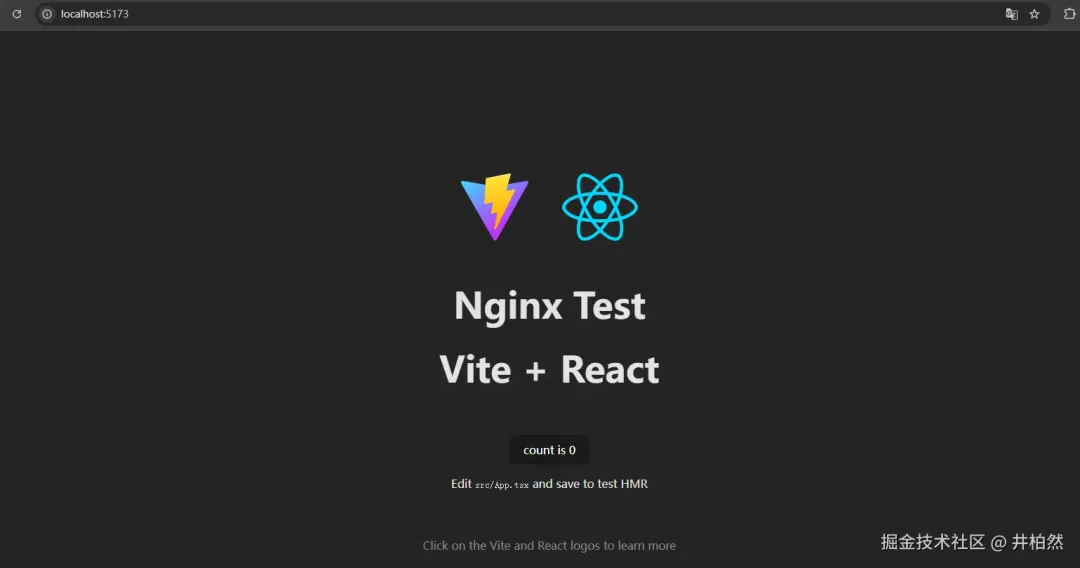 localhost:5173
Nginx Test
Vite + React
count is 0
Edit src/App.tsx and save to test HMR
Click on the Vite and React logos to learn more
掘金技术社区 @ 井柏然